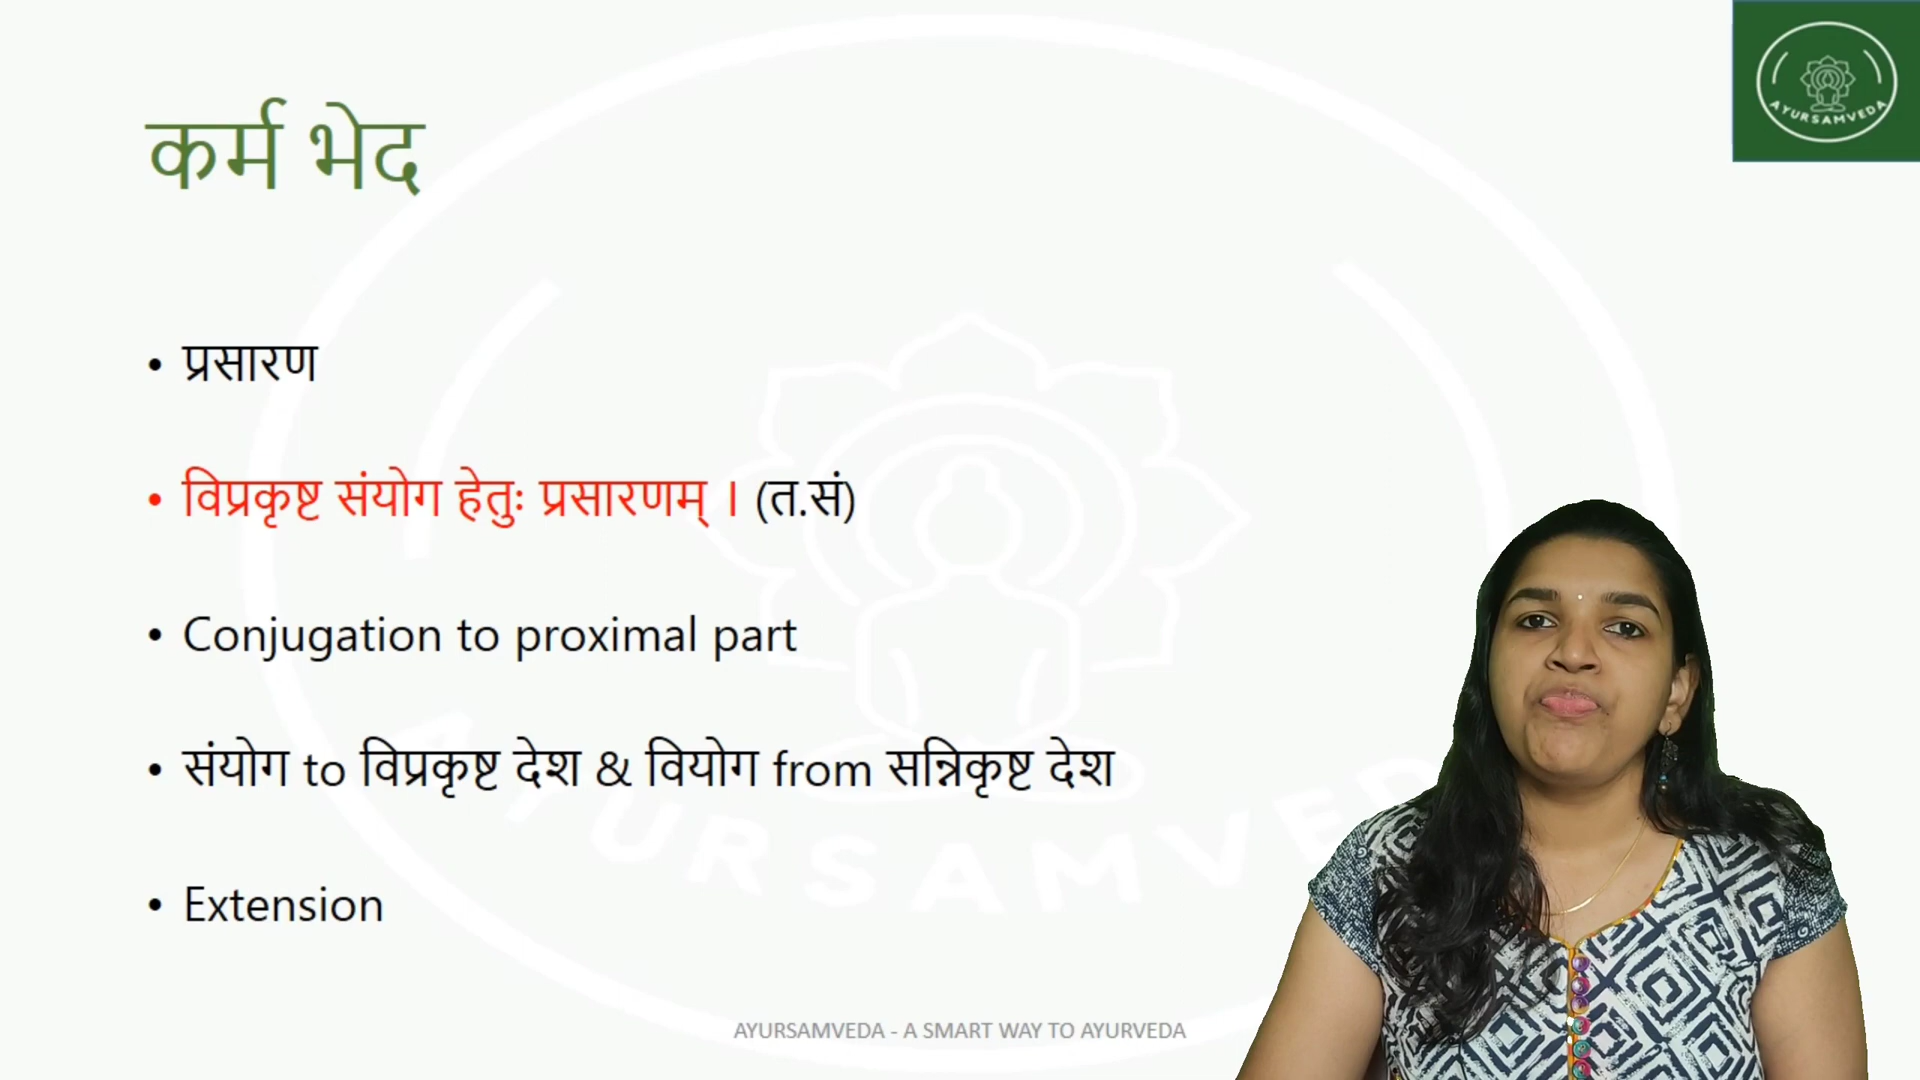 AYURSAMVEDA
कर्म भेद
• प्रसारण
• विप्रकृष्ट संयोग हेतुः प्रसारणम् । (त.सं)
• Conjugation to proximal part
• संयोग to विप्रकृष्ट देश & वियोग from सन्निकृष्ट देश
• Extension
AYURSAMVED
AYURSAMVEDA - A SMART WAY TO AYURVEDA